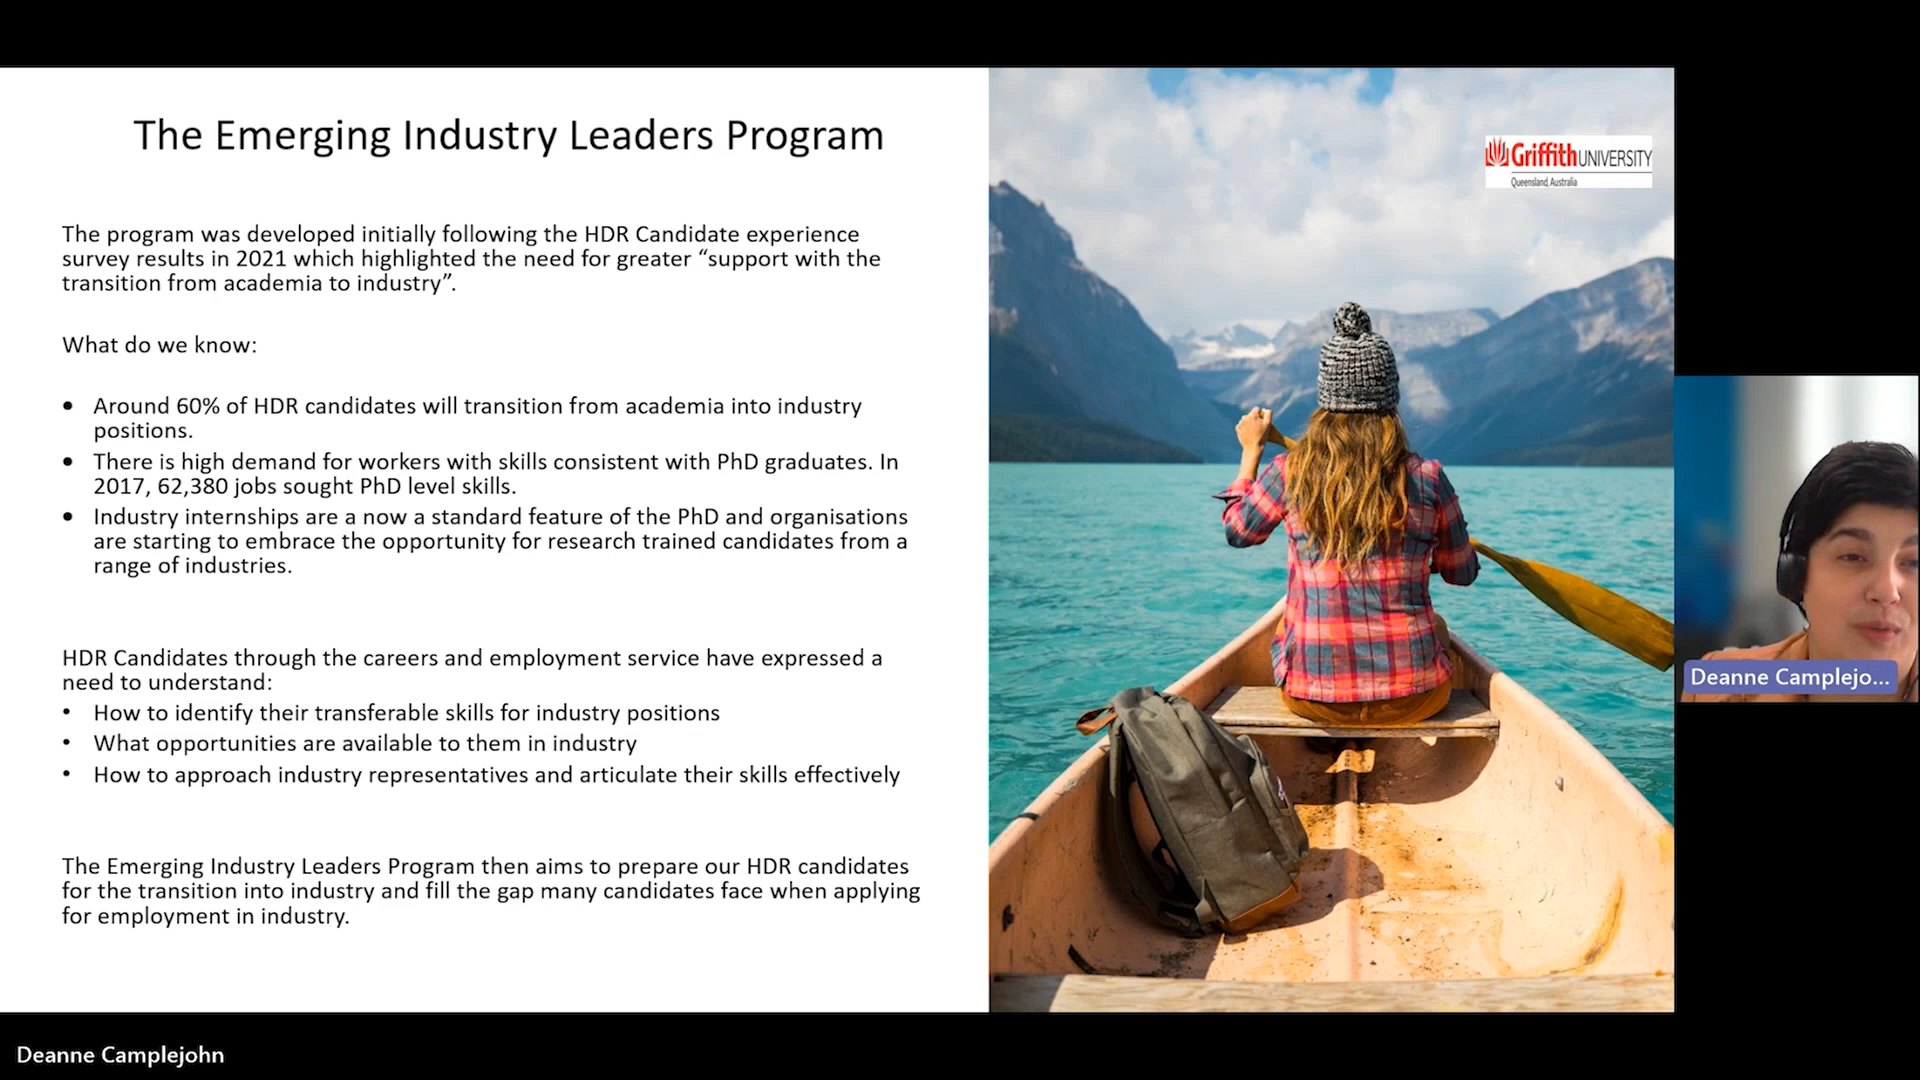 The Emerging Industry Leaders Program
Griffith UNIVERSITY
Queensland, Australia
The program was developed initially following the HDR Candidate experience
survey results in 2021 which highlighted the need for greater “support with the
transition from academia to industry”.
What do we know:
• Around 60% of HDR candidates will transition from academia into industry
positions.
• There is high demand for workers with skills consistent with PhD graduates. In
2017, 62,380 jobs sought PhD level skills.
• Industry internships are a now a standard feature of the PhD and organisations
are starting to embrace the opportunity for research trained candidates from a
range of industries.
HDR Candidates through the careers and employment service have expressed a
need to understand:
• How to identify their transferable skills for industry positions
• What opportunities are available to them in industry
• How to approach industry representatives and articulate their skills effectively
The Emerging Industry Leaders Program then aims to prepare our HDR candidates
for the transition into industry and fill the gap many candidates face when applying
for employment in industry.
Deanne Camplejo...
Deanne Camplejohn